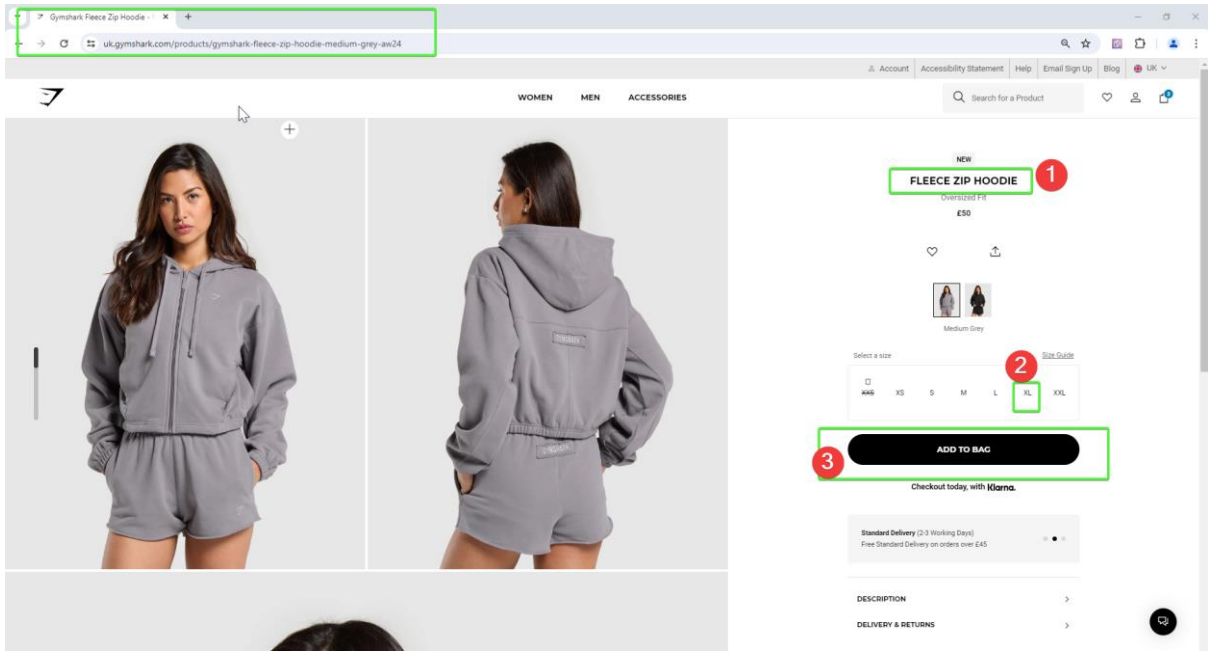 Gymshark Fleece Zip Hoodie -
uk.gymshark.com/products/gymshark-fleece-zip-hoodie-medium-grey-aw24
Account Accessibility Statement Help Email Sign Up Blog UK
WOMEN MEN ACCESSORIES
Search for a Product
NEW
FLEECE ZIP HOODIE
1
Oversized Fit
£50
Medium Grey
Select a size
Size Guide
2
XXS XS S M L XL XXL
ADD TO BAG
3
Checkout today, with Klarna.
Standard Delivery (2-3 Working Days)
Free Standard Delivery on orders over £45
DESCRIPTION
DELIVERY & RETURNS